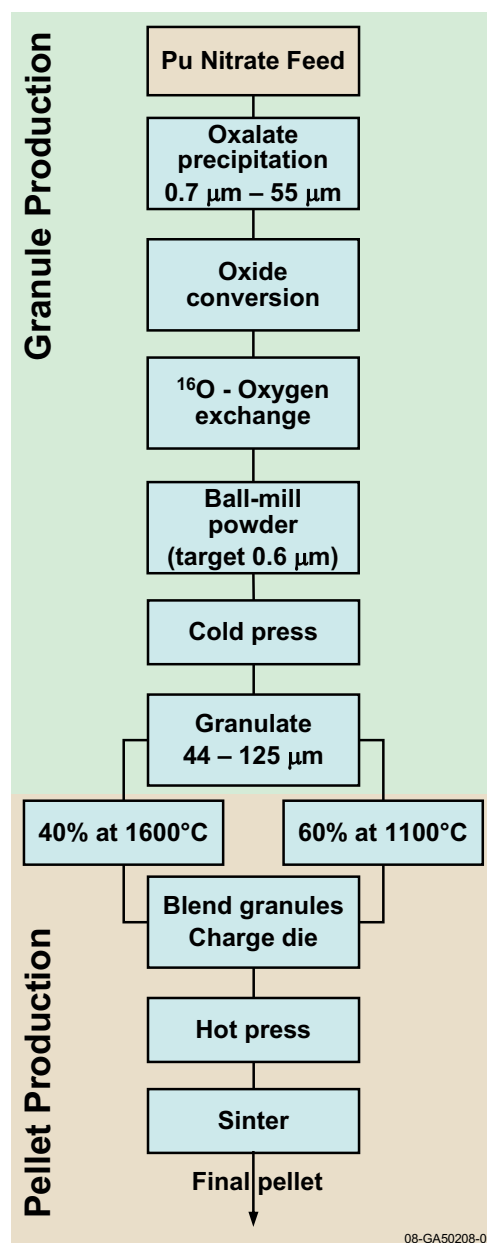 Granule Production
Pu Nitrate Feed
Oxalate
precipitation
0.7 μm – 55 μm
Oxide
conversion
¹⁶O - Oxygen
exchange
Ball-mill
powder
(target 0.6 μm)
Cold press
Granulate
44 – 125 μm
Pellet Production
40% at 1600°C
60% at 1100°C
Blend granules
Charge die
Hot press
Sinter
Final pellet
08-GA50208-0